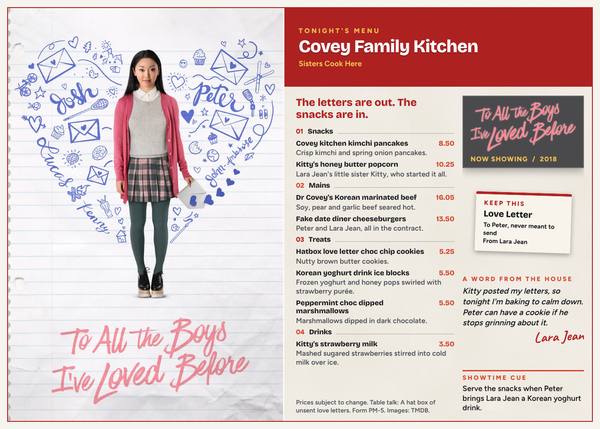 Josh
Peter
Lucas
John Ambrose
Kenny
To All the Boys
I've Loved Before
TONIGHT'S MENU
Covey Family Kitchen
Sisters Cook Here
The letters are out. The
snacks are in.
01 Snacks
Covey kitchen kimchi pancakes 8.50
Crisp kimchi and spring onion pancakes.
Kitty's honey butter popcorn 10.25
Lara Jean's little sister Kitty, who started it all.
02 Mains
Dr Covey's Korean marinated beef 16.05
Soy, pear and garlic beef seared hot.
Fake date diner cheeseburgers 13.50
Peter and Lara Jean, all in the contract.
03 Treats
Hatbox love letter choc chip cookies 5.25
Nutty brown butter cookies.
Korean yoghurt drink ice blocks 5.50
Frozen yoghurt and honey pops swirled with
strawberry purée.
Peppermint choc dipped 5.50
marshmallows
Marshmallows dipped in dark chocolate.
04 Drinks
Kitty's strawberry milk 3.50
Mashed sugared strawberries stirred into cold
milk over ice.
Prices subject to change. Table talk: A hat box of
unsent love letters. Form PM-5. Images: TMDB.
To All the Boys
I've Loved Before
NOW SHOWING / 2018
KEEP THIS
Love Letter
To Peter, never meant to
send
From Lara Jean
A WORD FROM THE HOUSE
Kitty posted my letters, so
tonight I'm baking to calm down.
Peter can have a cookie if he
stops grinning about it.
Lara Jean
SHOWTIME CUE
Serve the snacks when Peter
brings Lara Jean a Korean yoghurt
drink.